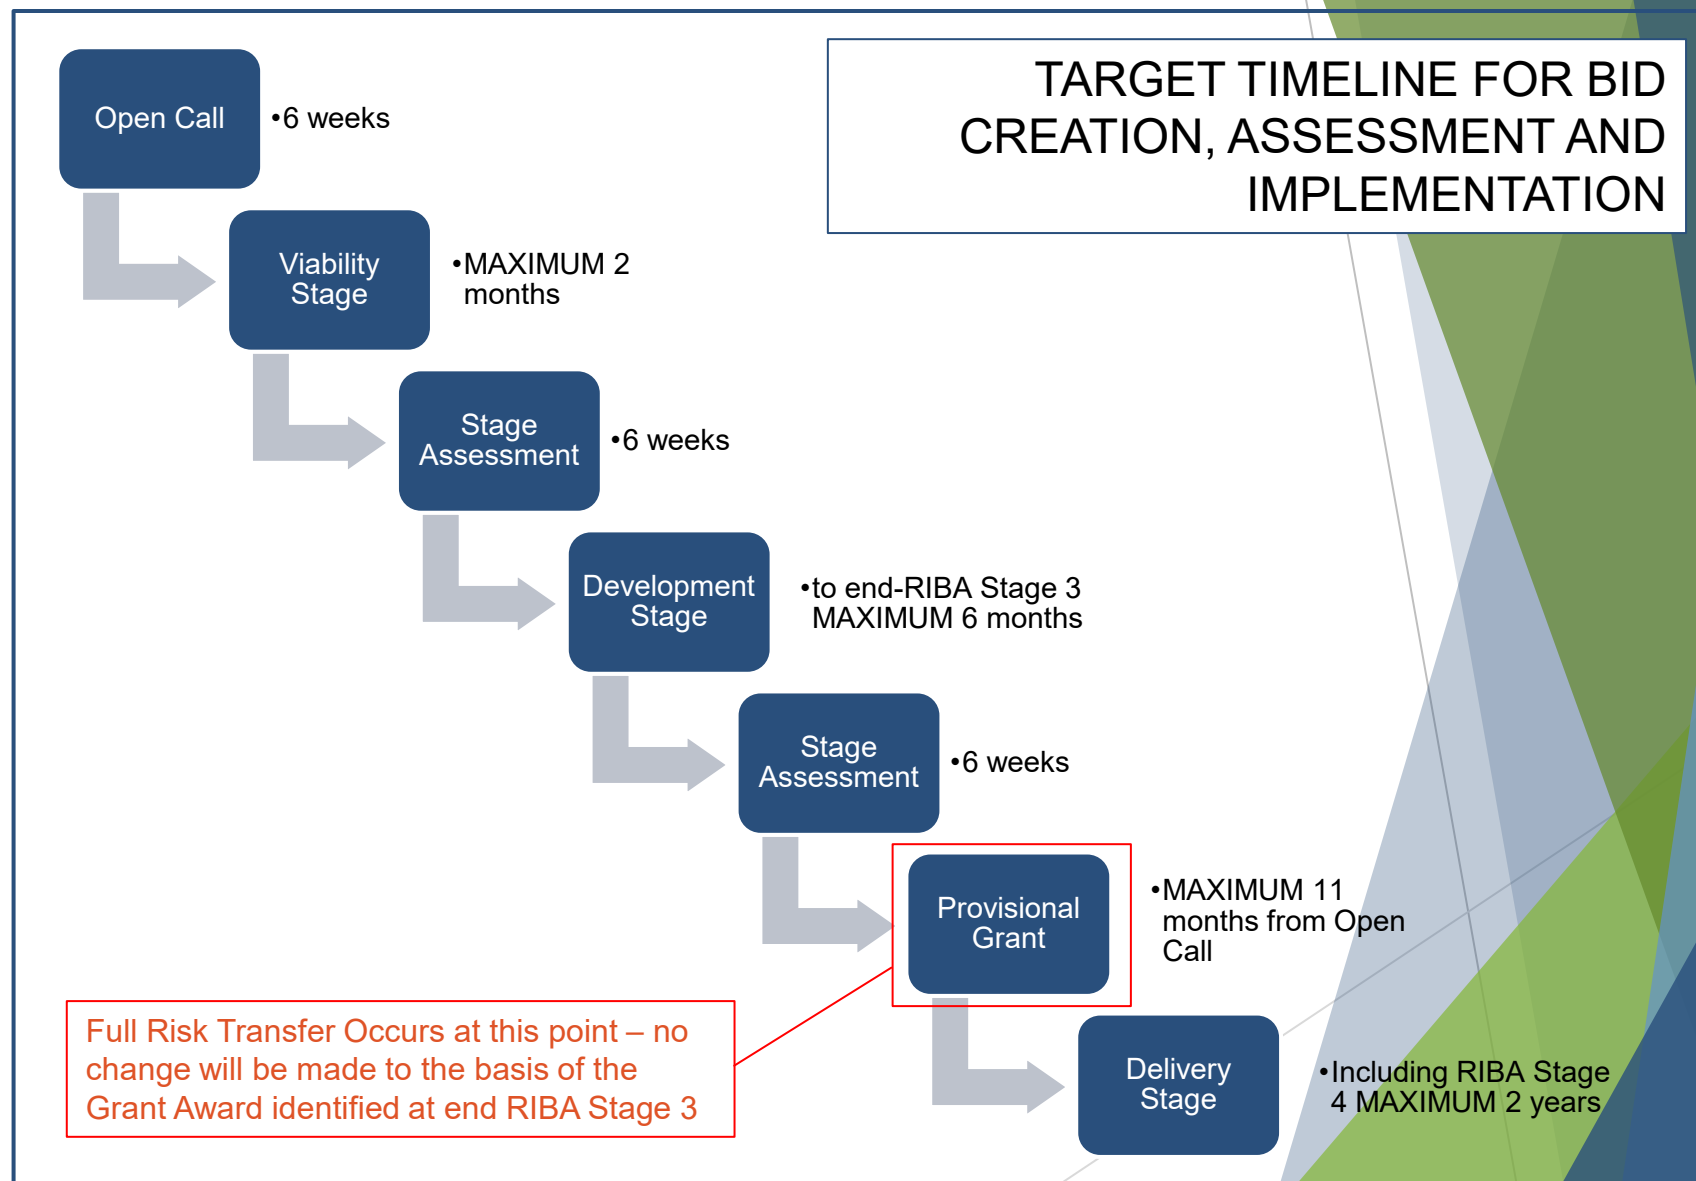 TARGET TIMELINE FOR BID
CREATION, ASSESSMENT AND
IMPLEMENTATION
Open Call
•6 weeks
Viability
Stage
•MAXIMUM 2
months
Stage
Assessment
•6 weeks
Development
Stage
•to end-RIBA Stage 3
MAXIMUM 6 months
Stage
Assessment
•6 weeks
Provisional
Grant
•MAXIMUM 11
months from Open
Call
Full Risk Transfer Occurs at this point – no
change will be made to the basis of the
Grant Award identified at end RIBA Stage 3
Delivery
Stage
•Including RIBA Stage
4 MAXIMUM 2 years